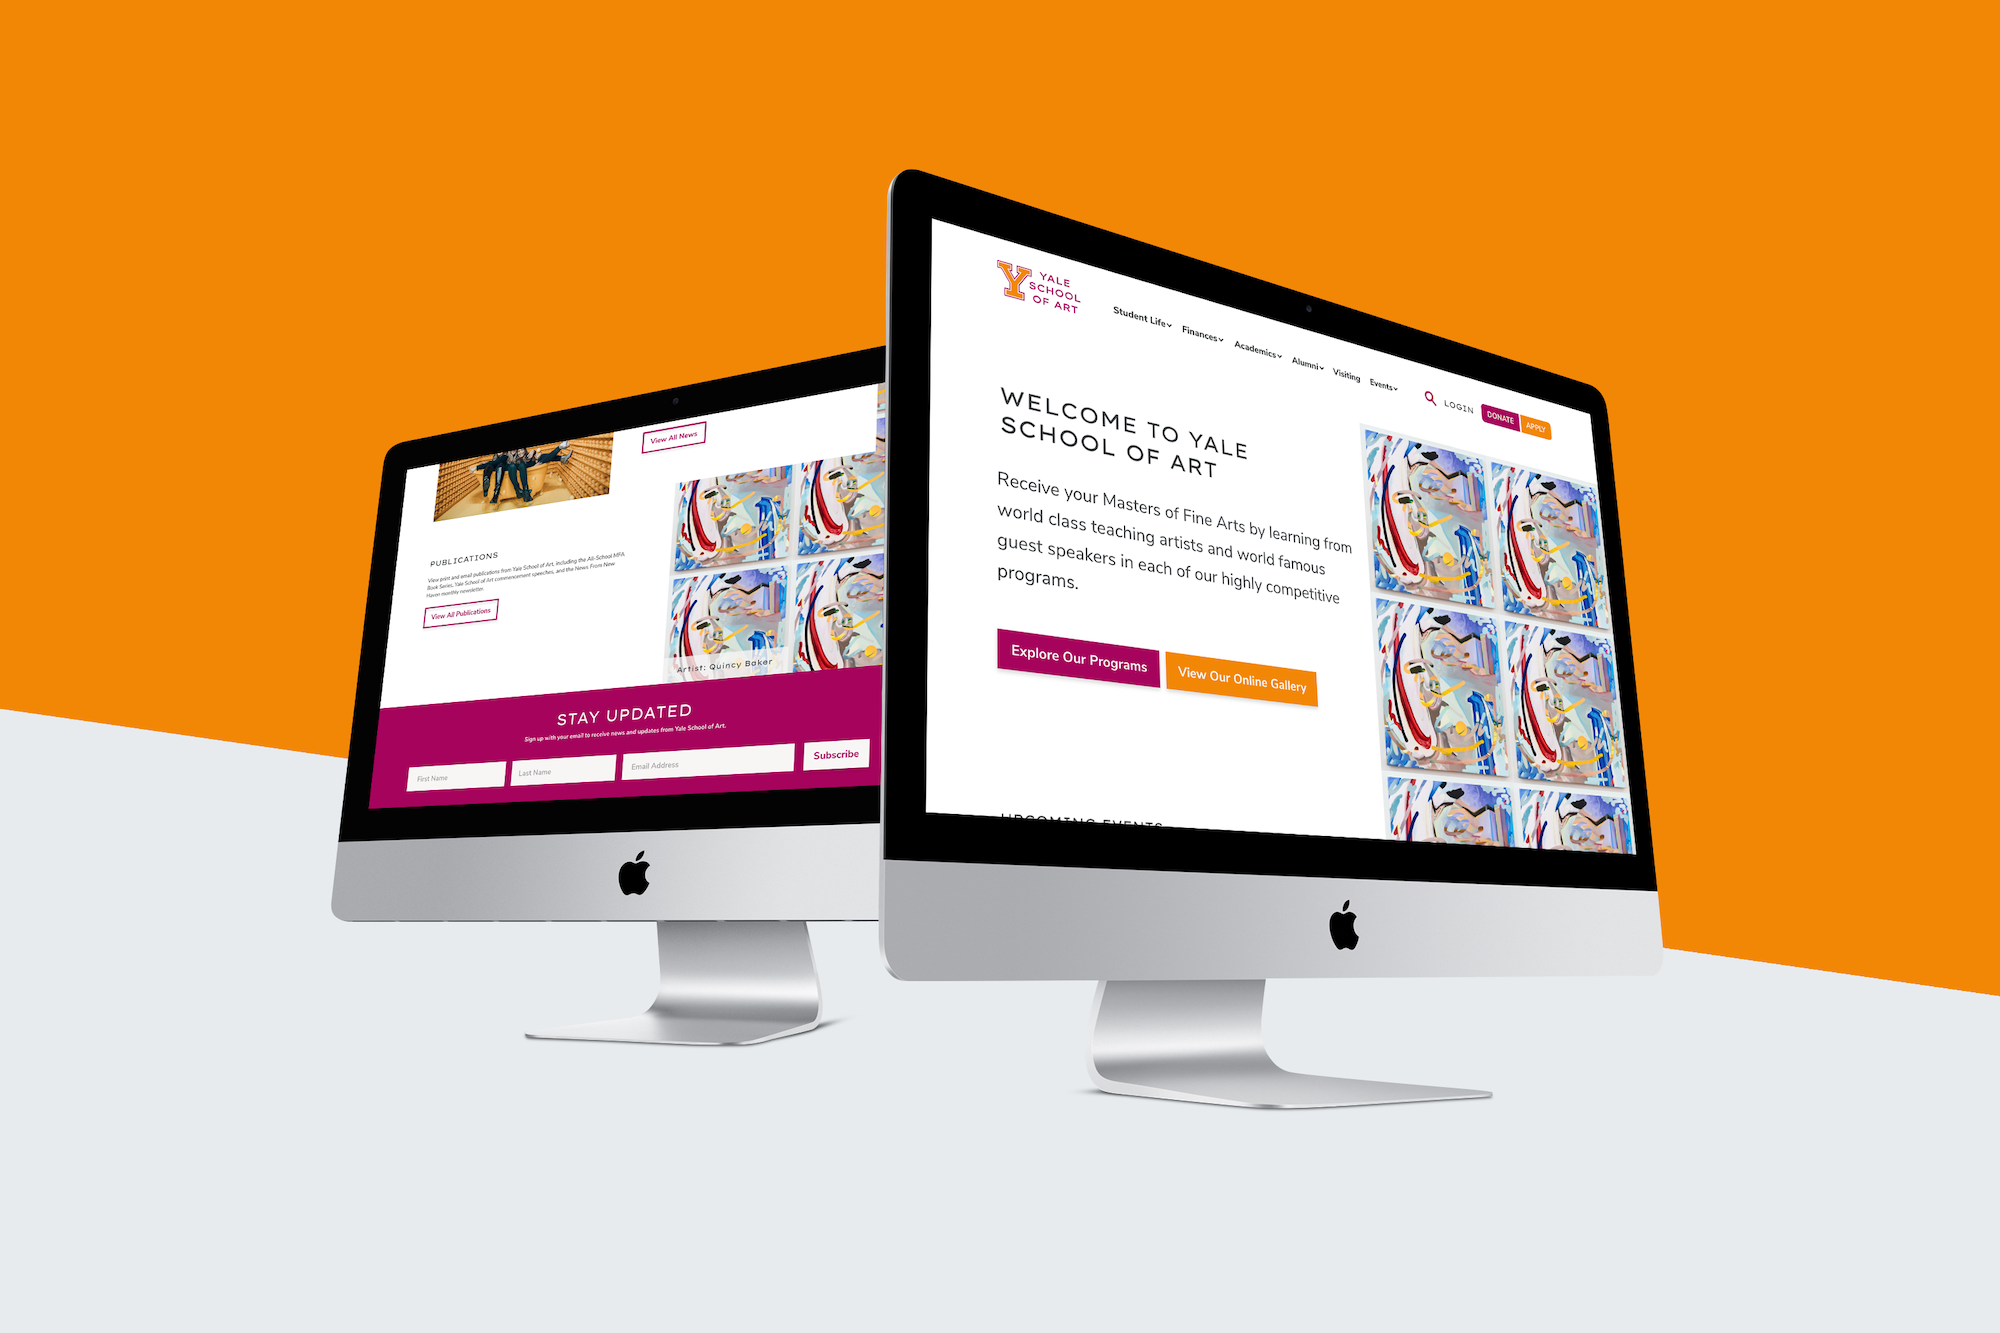 View All News
PUBLICATIONS
View print and email publications from Yale School of Art, including the All-School MFA
Book Series, Yale School of Art commencement speeches, and the News From New
Haven monthly newsletter.
View All Publications
Artist: Quincy Baker
STAY UPDATED
Sign up with your email to receive news and updates from Yale School of Art.
First Name
Last Name
Email Address
Subscribe
Y
YALE
SCHOOL
OF ART
Student Life
Finances
Academics
Alumni
Visiting
Events
LOGIN
DONATE
APPLY
WELCOME TO YALE
SCHOOL OF ART
Receive your Masters of Fine Arts by learning from
world class teaching artists and world famous
guest speakers in each of our highly competitive
programs.
Explore Our Programs
View Our Online Gallery
UPCOMING EVENTS